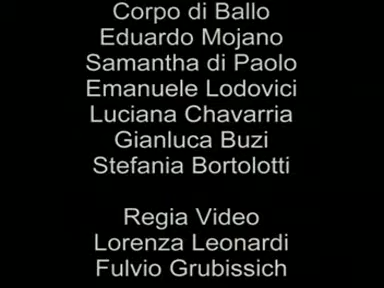 Corpo di Ballo
Eduardo Mojano
Samantha di Paolo
Emanuele Lodovici
Luciana Chavarria
Gianluca Buzi
Stefania Bortolotti
Regia Video
Lorenza Leonardi
Fulvio Grubissich